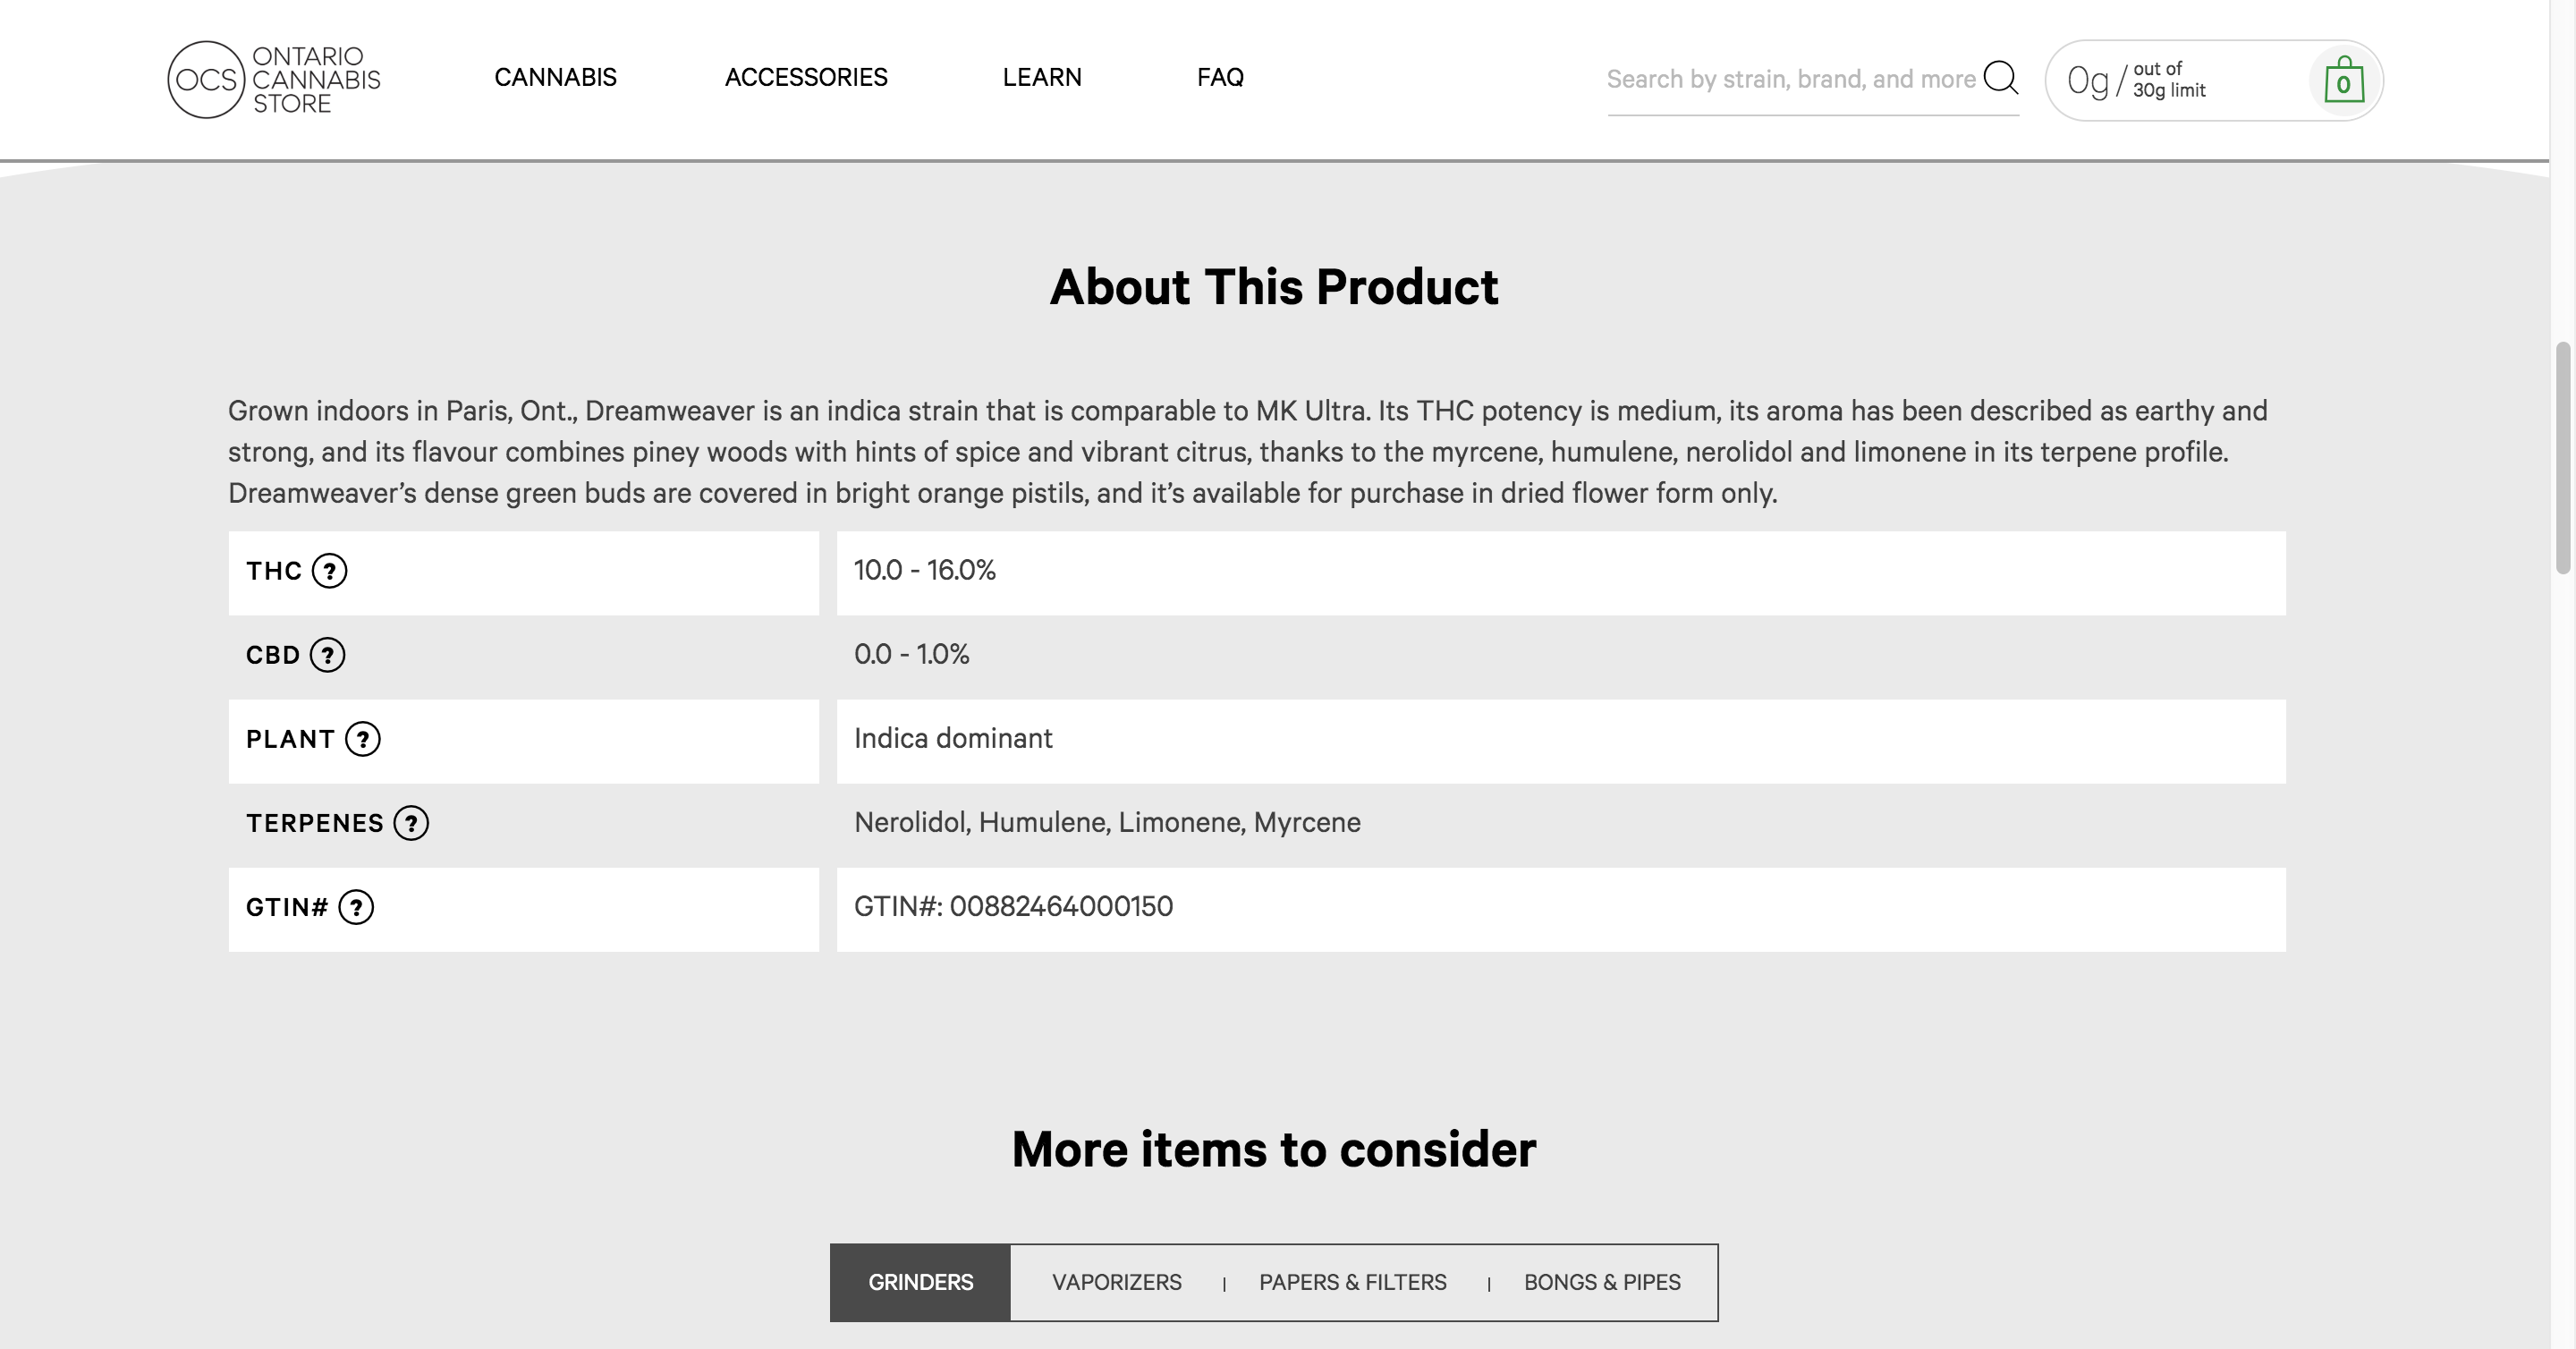 OCS
ONTARIO
CANNABIS
STORE
CANNABIS
ACCESSORIES
LEARN
FAQ
Search by strain, brand, and more
0g / out of
30g limit
0
About This Product
Grown indoors in Paris, Ont., Dreamweaver is an indica strain that is comparable to MK Ultra. Its THC potency is medium, its aroma has been described as earthy and
strong, and its flavour combines piney woods with hints of spice and vibrant citrus, thanks to the myrcene, humulene, nerolidol and limonene in its terpene profile.
Dreamweaver’s dense green buds are covered in bright orange pistils, and it’s available for purchase in dried flower form only.
THC ? 10.0 - 16.0%
CBD ? 0.0 - 1.0%
PLANT ? Indica dominant
TERPENES ? Nerolidol, Humulene, Limonene, Myrcene
GTIN# ? GTIN#: 00882464000150
More items to consider
GRINDERS VAPORIZERS | PAPERS & FILTERS | BONGS & PIPES